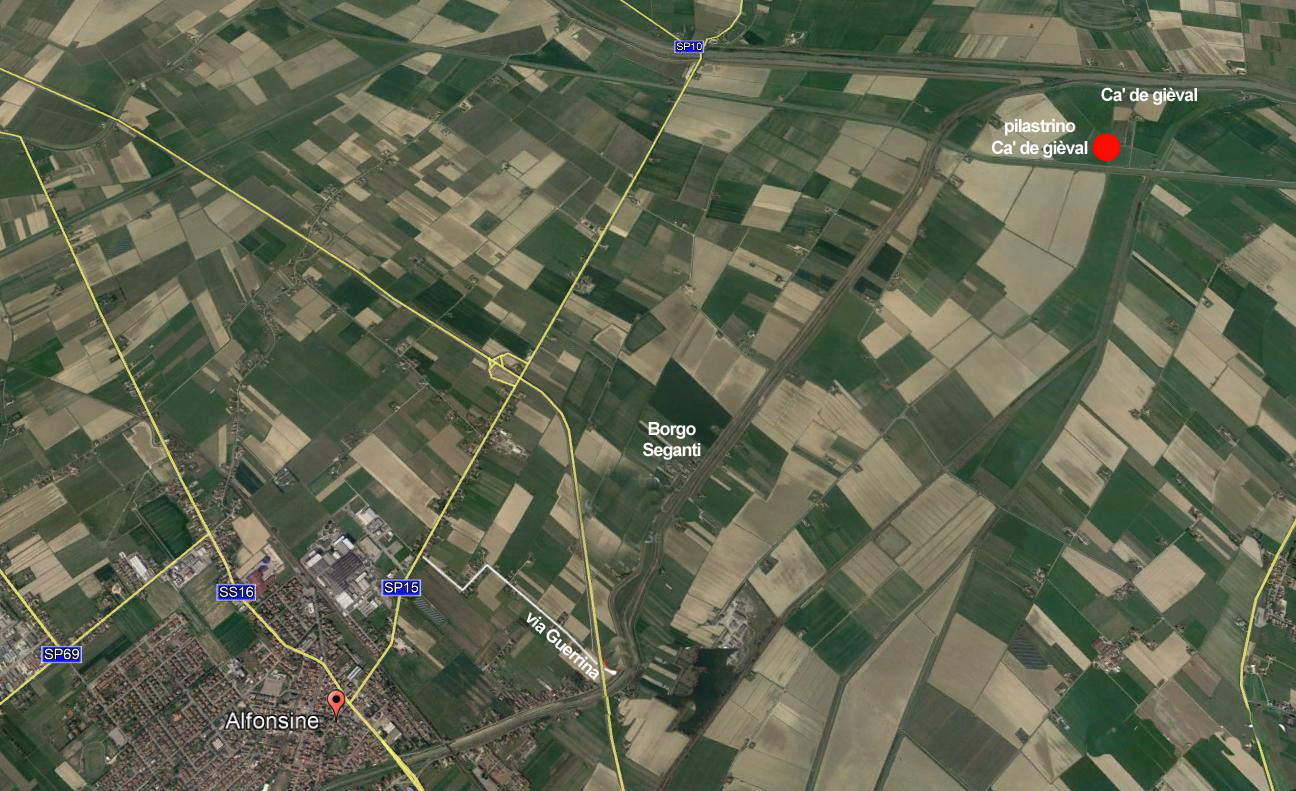 SP10
Ca' de gièval
pilastrino
Ca' de gièval
Borgo
Seganti
SS16
SP15
via Guerrina
SP69
Alfonsine